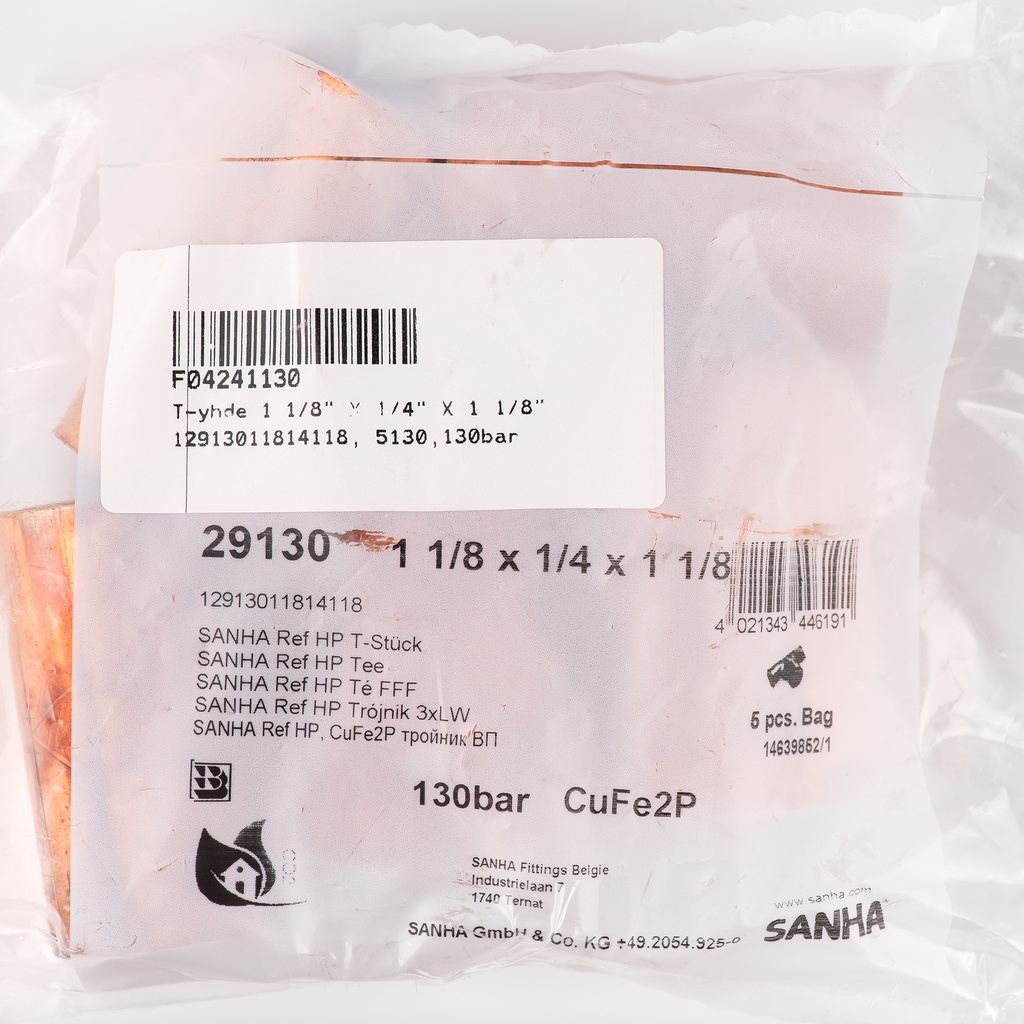 F04241130
T-yhde 1 1/8" X 1/4" X 1 1/8"
12913011814118, 5130,130bar
29130 1 1/8 x 1/4 x 1 1/8
12913011814118
4 021343 446191
SANHA Ref HP T-Stück
SANHA Ref HP Tee
SANHA Ref HP Té FFF
SANHA Ref HP Trójnik 3xLW
SANHA Ref HP, CuFe2P тройник ВП
5 pcs. Bag
14639852/1
130bar CuFe2P
SANHA Fittings Belgie
Industrielaan 7
1740 Ternat
www.sanha.com
SANHA
SANHA GmbH & Co. KG +49.2054.925-0